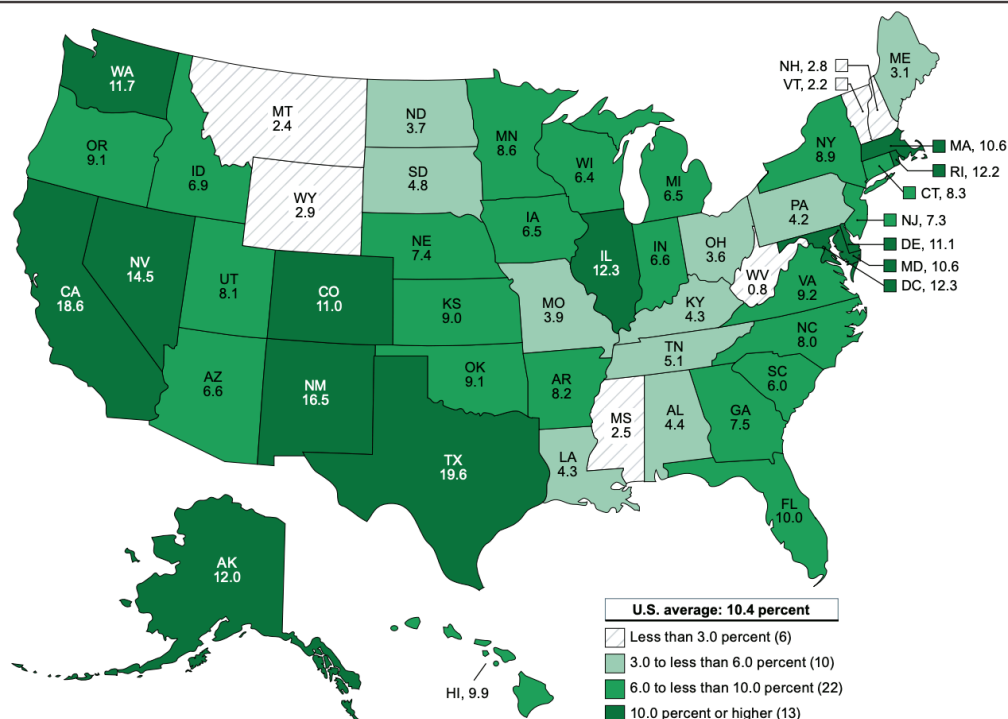 WA
11.7
OR
9.1
CA
18.6
NV
14.5
ID
6.9
MT
2.4
WY
2.9
UT
8.1
AZ
6.6
CO
11.0
NM
16.5
ND
3.7
SD
4.8
NE
7.4
KS
9.0
OK
9.1
TX
19.6
MN
8.6
IA
6.5
MO
3.9
AR
8.2
LA
4.3
WI
6.4
IL
12.3
MI
6.5
IN
6.6
OH
3.6
KY
4.3
TN
5.1
MS
2.5
AL
4.4
GA
7.5
FL
10.0
SC
6.0
NC
8.0
VA
9.2
WV
0.8
PA
4.2
NY
8.9
ME
3.1
NH, 2.8
VT, 2.2
MA, 10.6
RI, 12.2
CT, 8.3
NJ, 7.3
DE, 11.1
MD, 10.6
DC, 12.3
AK
12.0
HI, 9.9
U.S. average: 10.4 percent
Less than 3.0 percent (6)
3.0 to less than 6.0 percent (10)
6.0 to less than 10.0 percent (22)
10.0 percent or higher (13)